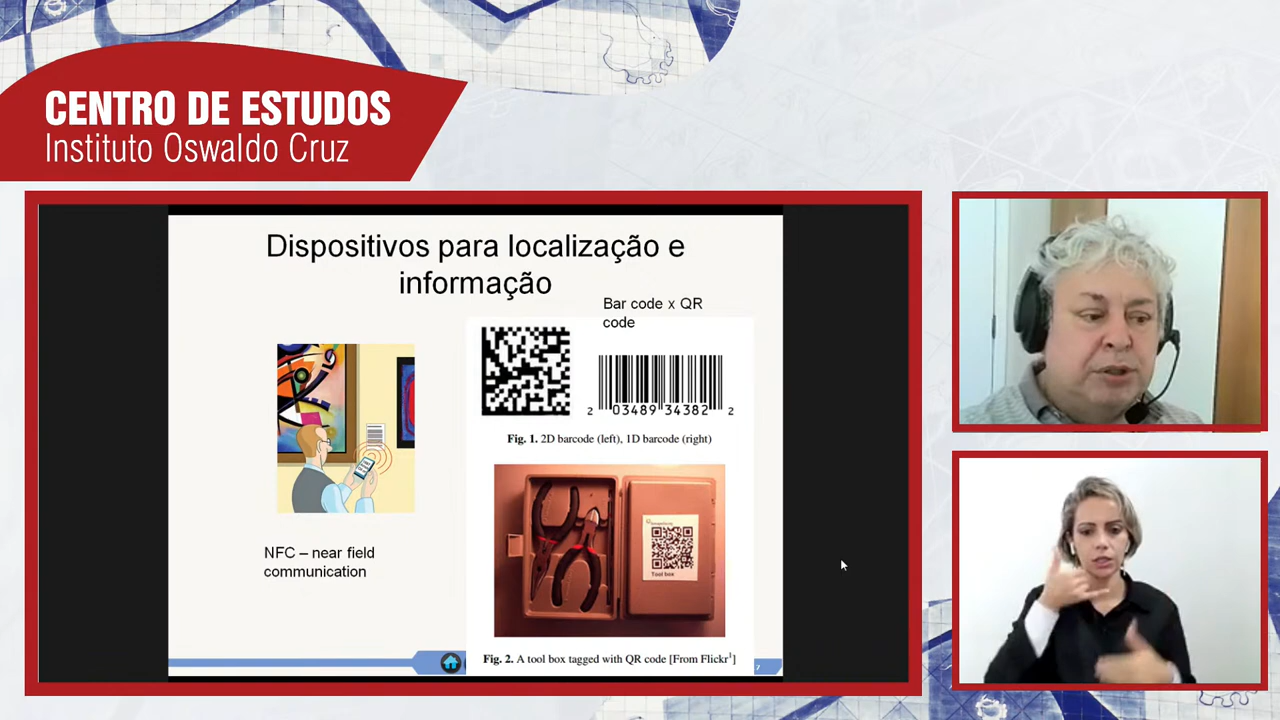 CENTRO DE ESTUDOS
Instituto Oswaldo Cruz
Dispositivos para localização e
informação
Bar code x QR
code
2 03489 34382 2
Fig. 1. 2D barcode (left), 1D barcode (right)
NFC – near field
communication
Tool box
Fig. 2. A tool box tagged with QR code [From Flickr¹]
7